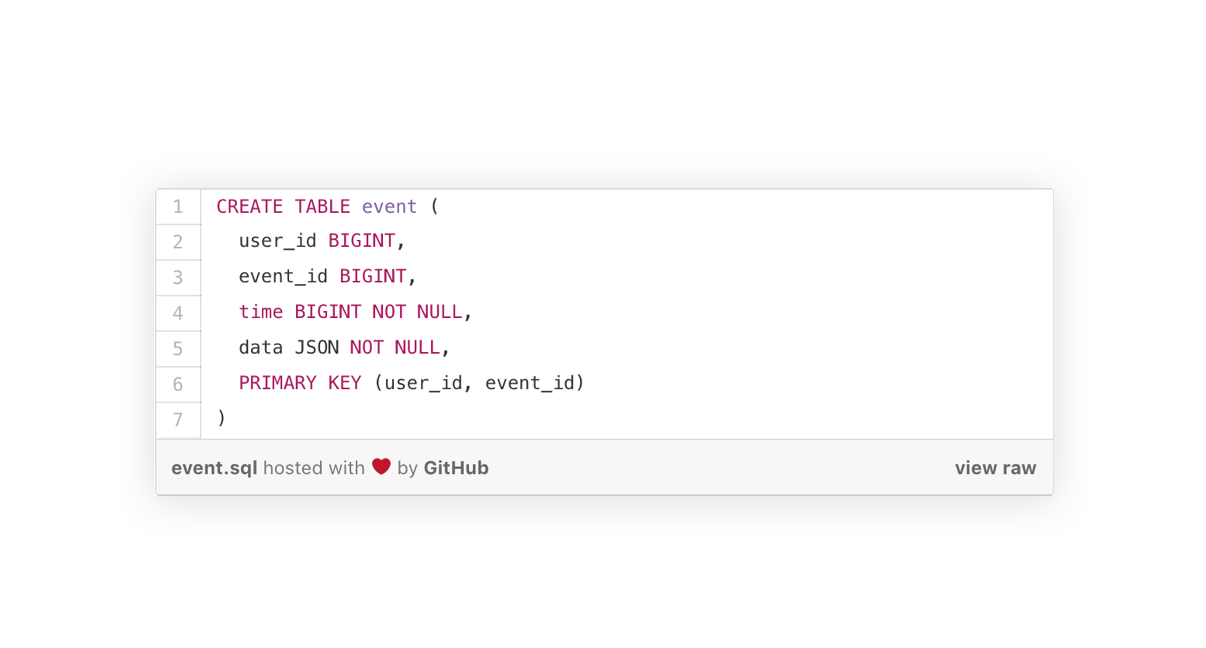 1 CREATE TABLE event (
2 user_id BIGINT,
3 event_id BIGINT,
4 time BIGINT NOT NULL,
5 data JSON NOT NULL,
6 PRIMARY KEY (user_id, event_id)
7 )
event.sql hosted with ❤ by GitHub view raw